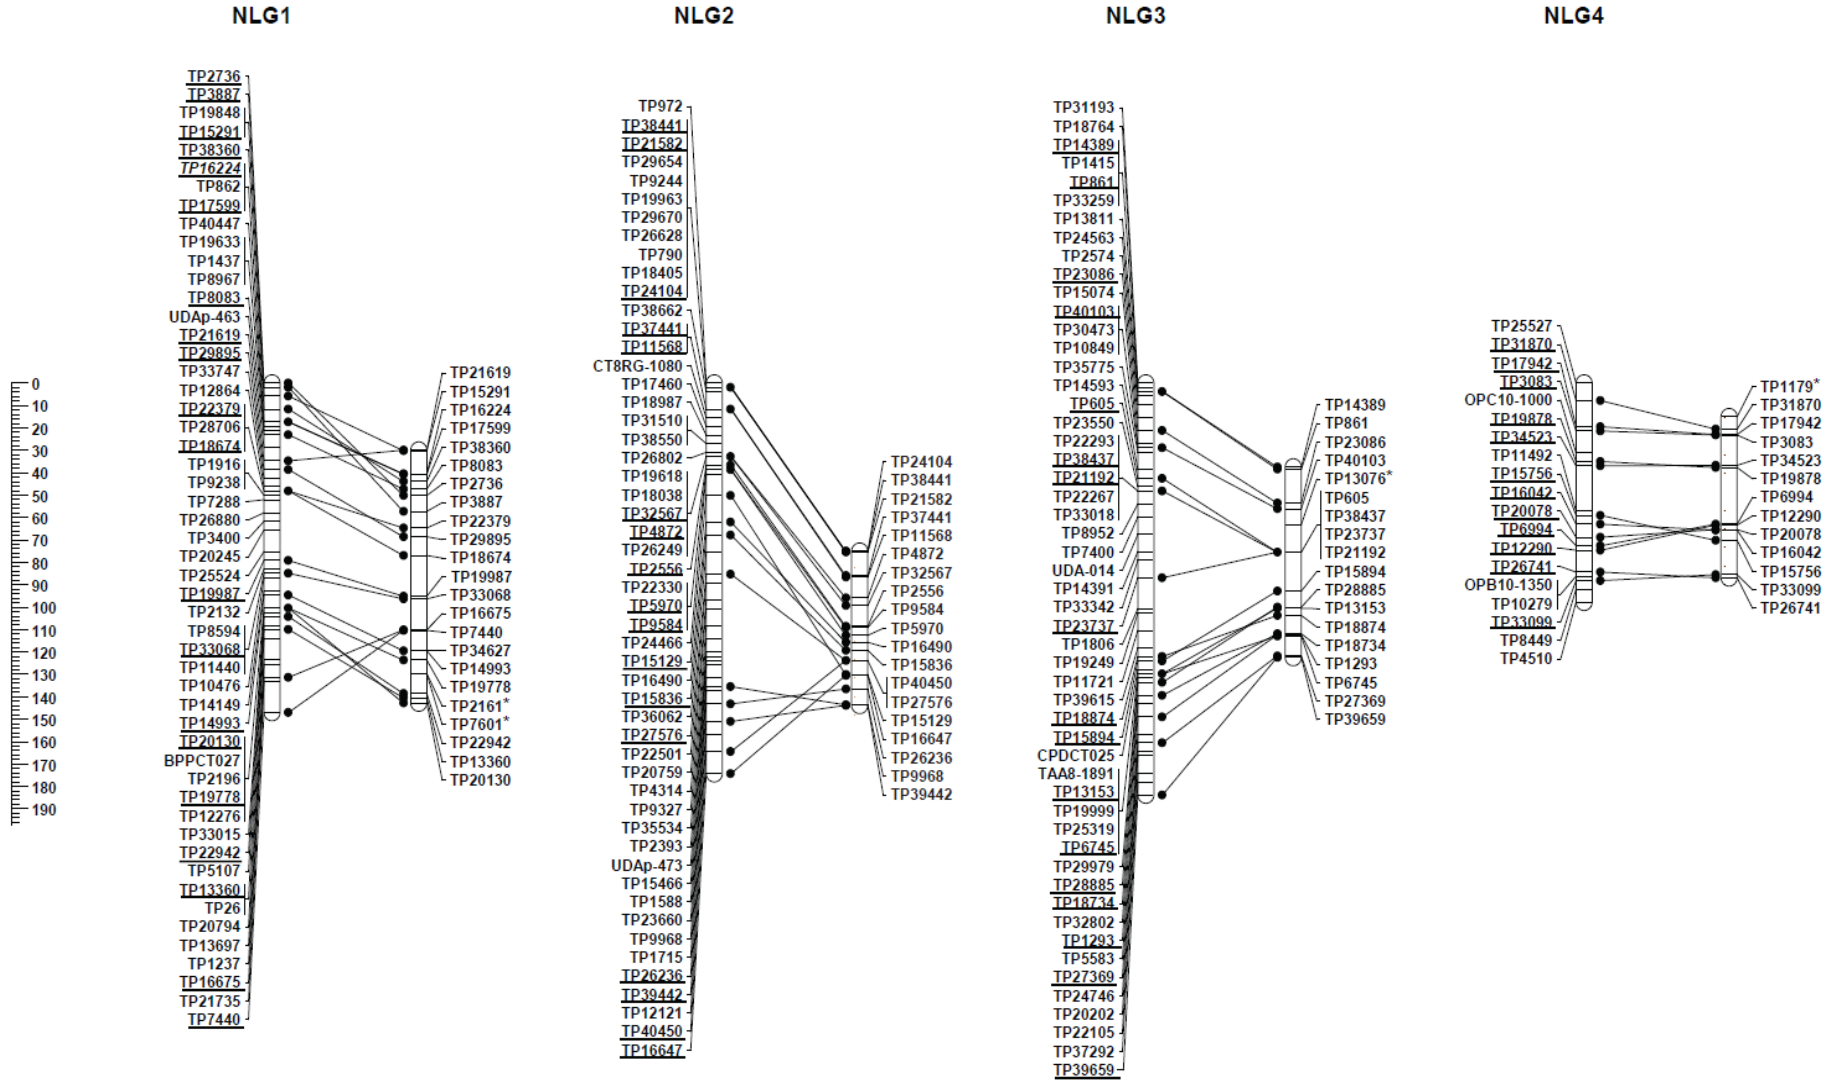 NLG1
NLG2
NLG3
NLG4
0
10
20
30
40
50
60
70
80
90
100
110
120
130
140
150
160
170
180
190
TP2736
TP3887
TP19848
TP15291
TP38360
TP16224
TP862
TP17599
TP40447
TP19633
TP1437
TP8967
TP8083
UDAp-463
TP21619
TP29895
TP33747
TP12864
TP22379
TP28706
TP18674
TP1916
TP9238
TP7288
TP26880
TP3400
TP20245
TP25524
TP19987
TP2132
TP8594
TP33068
TP11440
TP10476
TP14149
TP14993
TP20130
BPPCT027
TP2196
TP19778
TP12276
TP33015
TP22942
TP5107
TP13360
TP26
TP20794
TP13697
TP1237
TP16675
TP21735
TP7440
TP21619
TP15291
TP16224
TP17599
TP38360
TP8083
TP2736
TP3887
TP22379
TP29895
TP18674
TP19987
TP33068
TP16675
TP7440
TP34627
TP14993
TP19778
TP2161*
TP7601*
TP22942
TP13360
TP20130
TP972
TP38441
TP21582
TP29654
TP9244
TP19963
TP29670
TP26628
TP790
TP18405
TP24104
TP38662
TP37441
TP11568
CT8RG-1080
TP17460
TP18987
TP31510
TP38550
TP26802
TP19618
TP18038
TP32567
TP4872
TP26249
TP2556
TP22330
TP5970
TP9584
TP24466
TP15129
TP16490
TP15836
TP36062
TP27576
TP22501
TP20759
TP4314
TP9327
TP35534
TP2393
UDAp-473
TP15466
TP1588
TP23660
TP9968
TP1715
TP26236
TP39442
TP12121
TP40450
TP16647
TP24104
TP38441
TP21582
TP37441
TP11568
TP4872
TP32567
TP2556
TP9584
TP5970
TP16490
TP15836
TP40450
TP27576
TP15129
TP16647
TP26236
TP9968
TP39442
TP31193
TP18764
TP14389
TP1415
TP861
TP33259
TP13811
TP24563
TP2574
TP23086
TP15074
TP40103
TP30473
TP10849
TP35775
TP14593
TP605
TP23550
TP22293
TP38437
TP21192
TP22267
TP33018
TP8952
TP7400
UDA-014
TP14391
TP33342
TP23737
TP1806
TP19249
TP11721
TP39615
TP18874
TP15894
CPDCT025
TAA8-1891
TP13153
TP19999
TP25319
TP6745
TP29979
TP28885
TP18734
TP32802
TP1293
TP5583
TP27369
TP24746
TP20202
TP22105
TP37292
TP39659
TP14389
TP861
TP23086
TP40103
TP13076*
TP605
TP38437
TP23737
TP21192
TP15894
TP28885
TP13153
TP18874
TP18734
TP1293
TP6745
TP27369
TP39659
TP25527
TP31870
TP17942
TP3083
OPC10-1000
TP19878
TP34523
TP11492
TP15756
TP16042
TP20078
TP6994
TP12290
TP26741
OPB10-1350
TP10279
TP33099
TP8449
TP4510
TP1179*
TP31870
TP17942
TP3083
TP34523
TP19878
TP6994
TP12290
TP20078
TP16042
TP15756
TP33099
TP26741